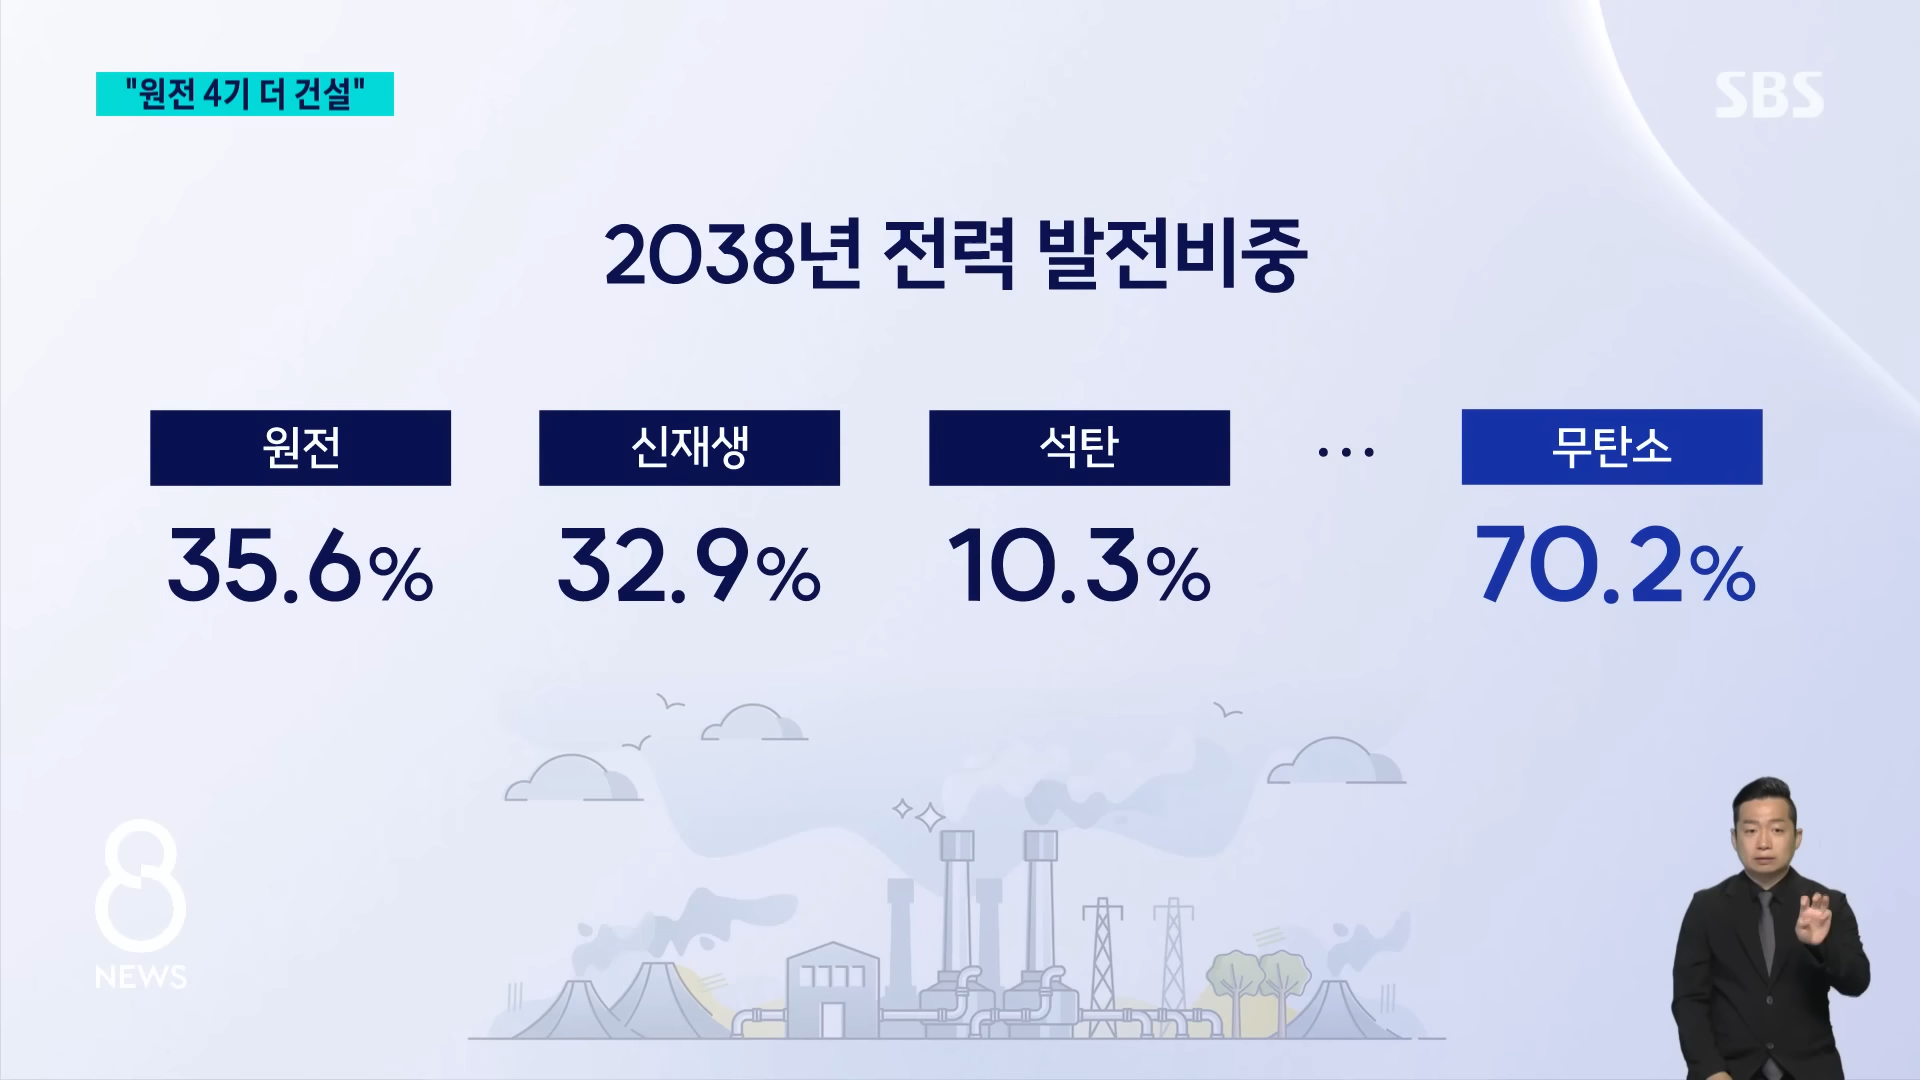 "원전 4기 더 건설"
SBS
2038년 전력 발전비중
원전
신재생
석탄
...
무탄소
35.6%
32.9%
10.3%
70.2%
8
NEWS